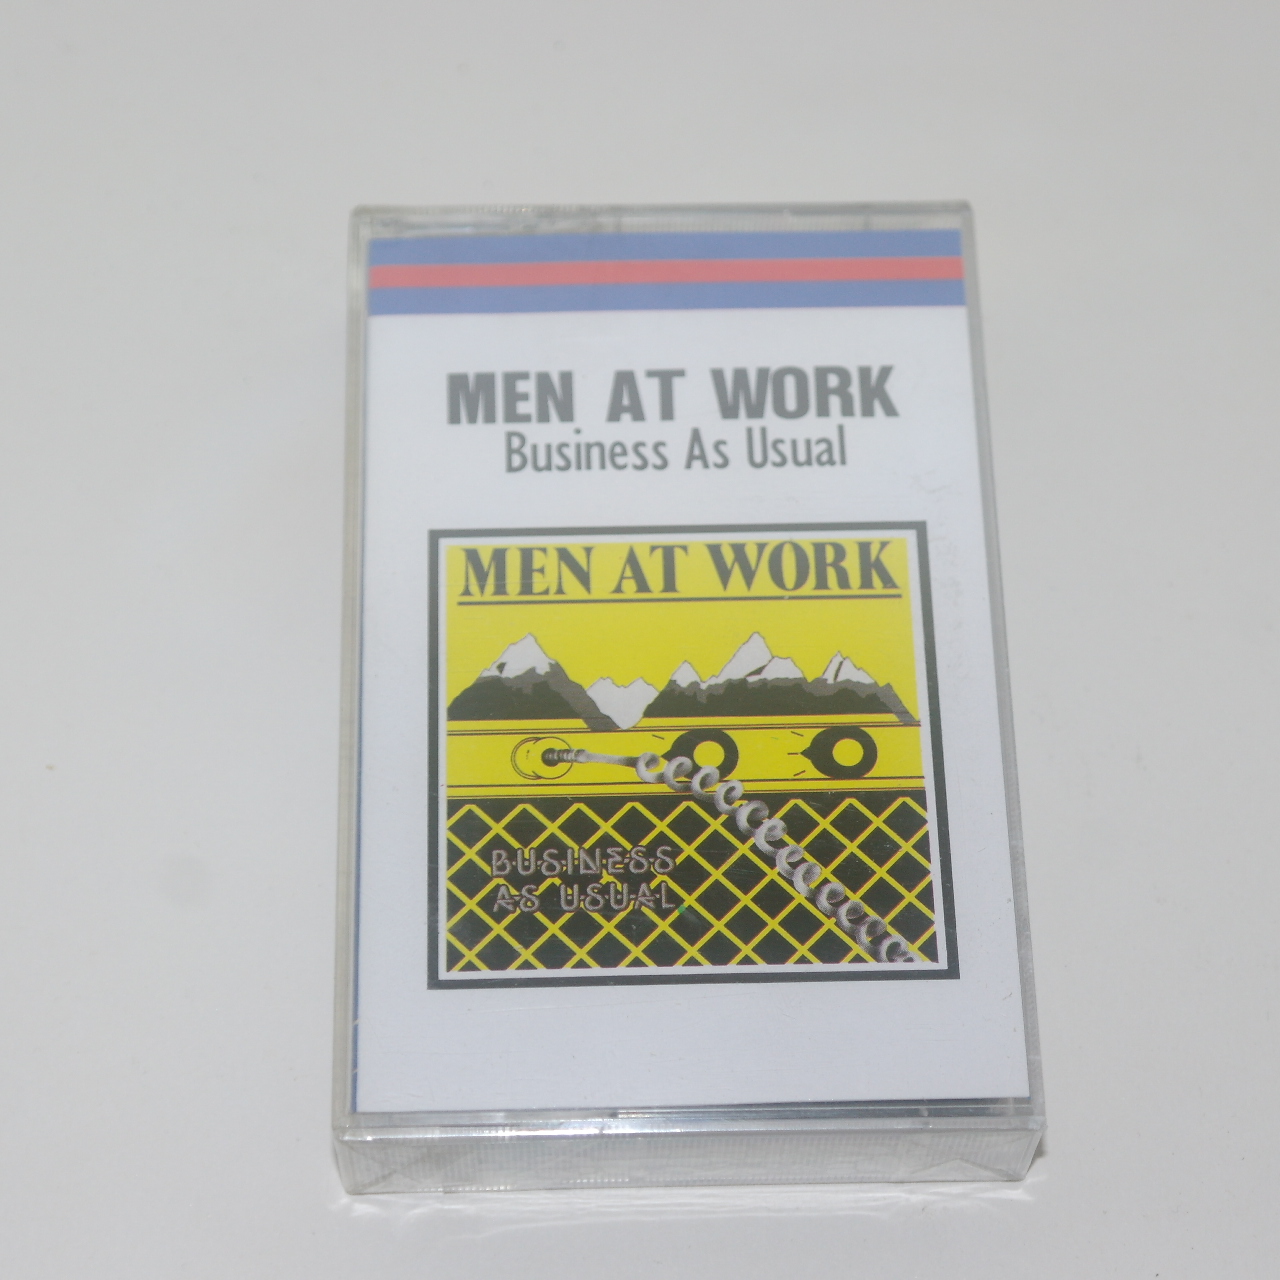 MEN AT WORK
Business As Usual
MEN AT WORK
BUSINESS
AS USUAL